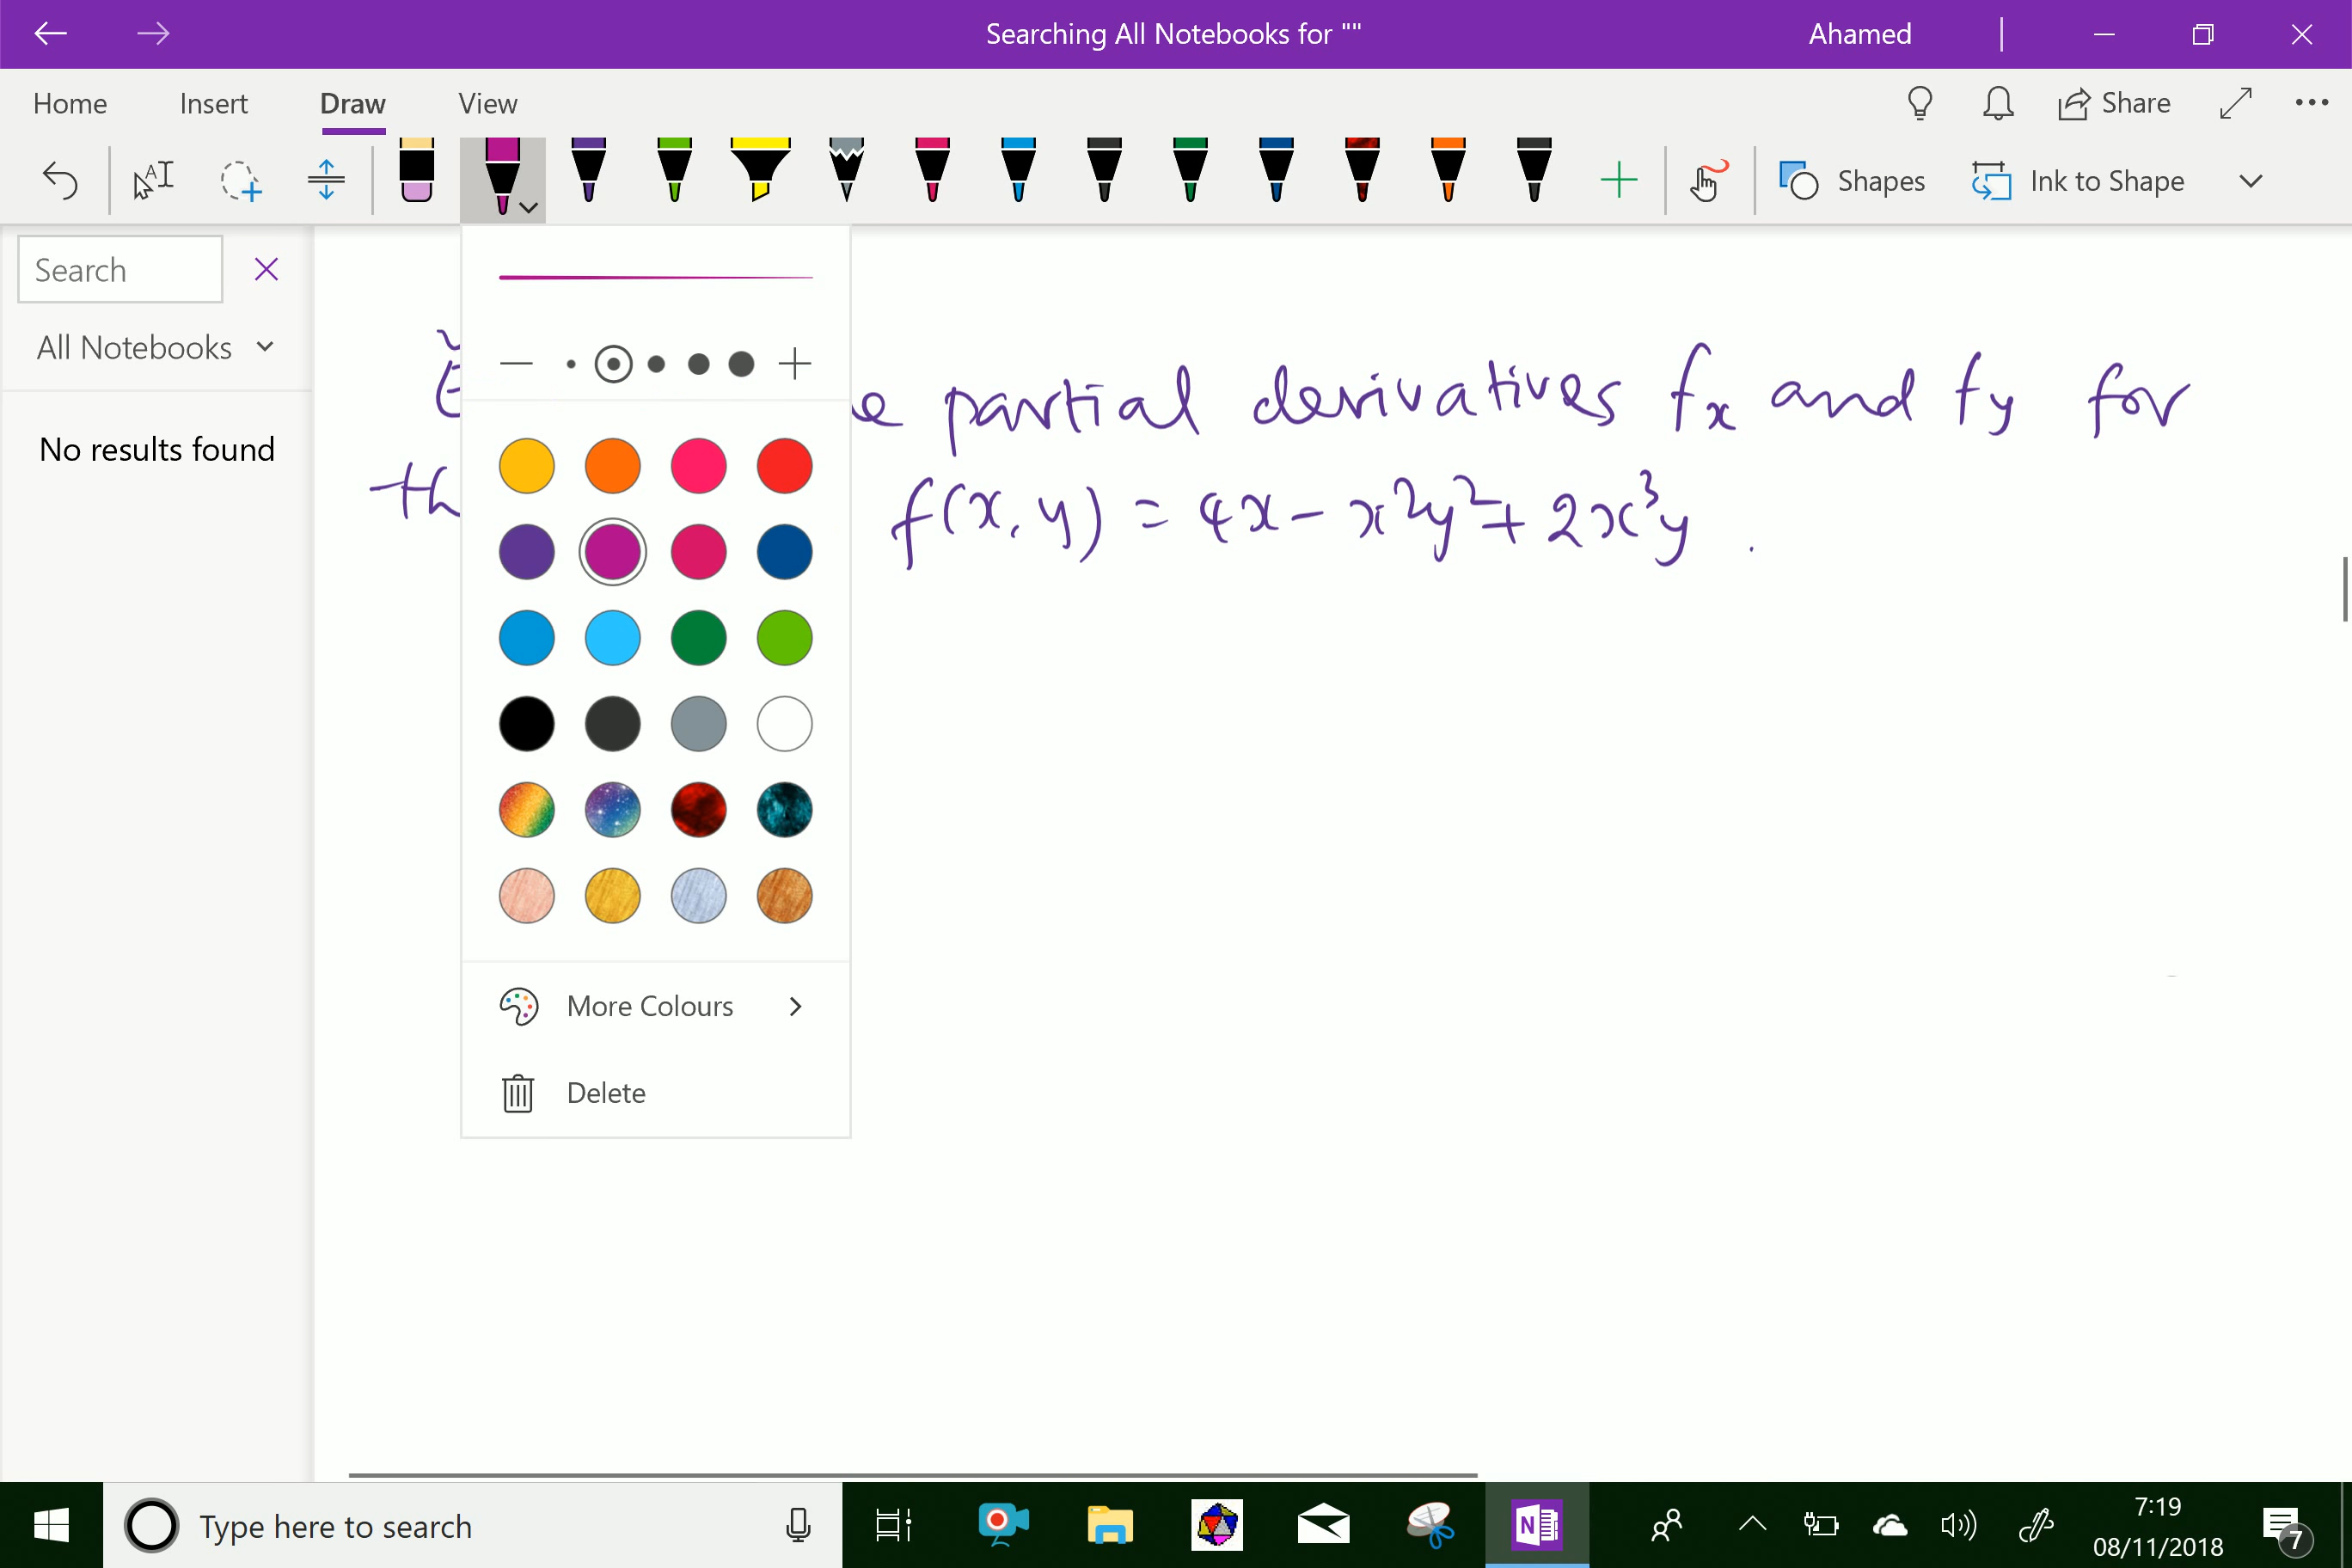 Searching All Notebooks for "" Ahamed
Home Insert Draw View Share
Shapes Ink to Shape
Search
All Notebooks
No results found
partial derivatives fx and fy for
f(x, y) = 4x - x²y² + 2x³y .
More Colours
Delete
Type here to search
N
7:19
08/11/2018
7